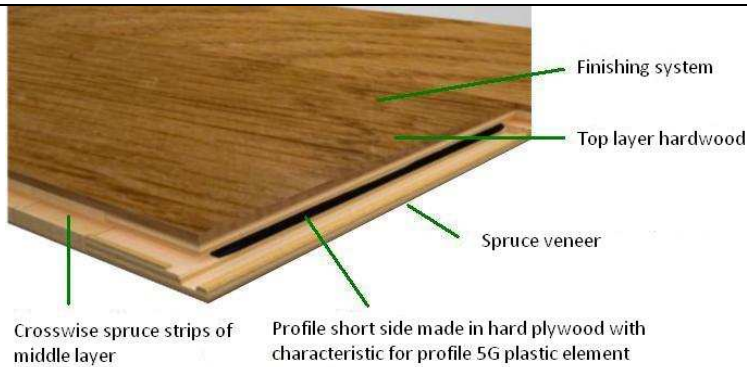 Finishing system
Top layer hardwood
Spruce veneer
Crosswise spruce strips of
middle layer
Profile short side made in hard plywood with
characteristic for profile 5G plastic element